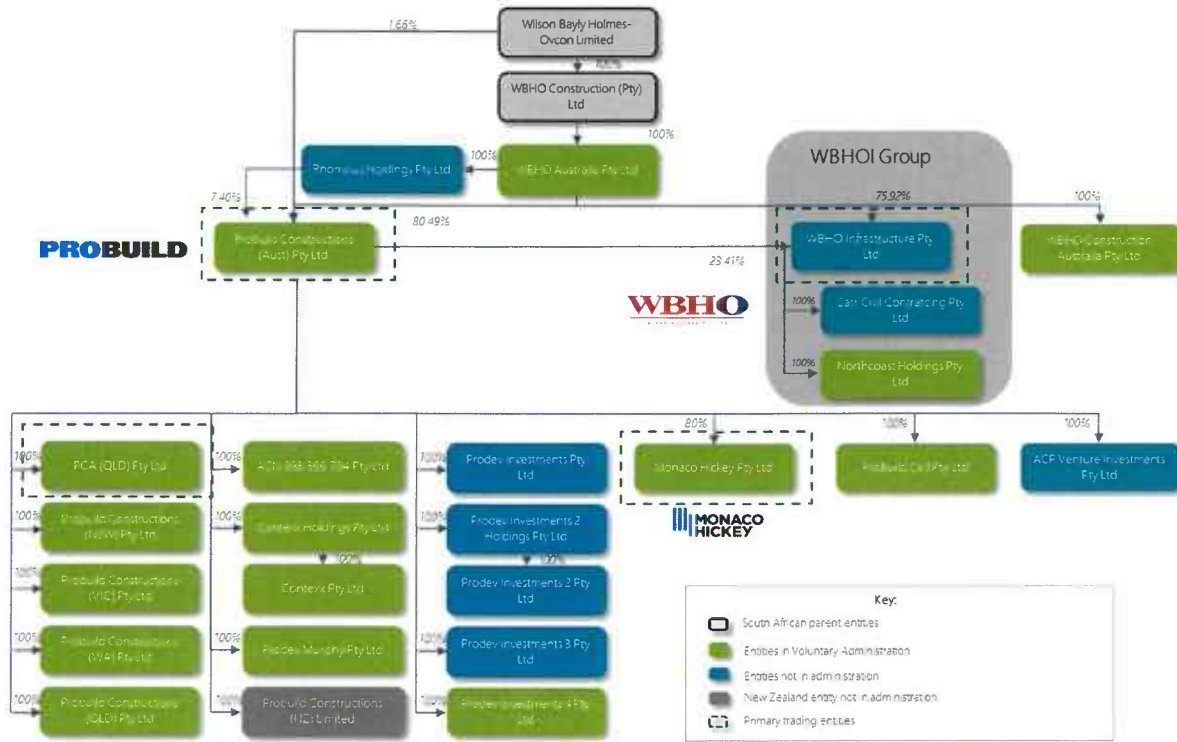 1.66%
Wilson Bayly Holmes-
Ovcon Limited
100%
WBHO Construction (Pty)
Ltd
100%
Holdings Pty Ltd
100%
WBHO Australia Pty Ltd
WBHOI Group
7.40%
80.49%
75.92%
100%
PROBUILD
Probuild Constructions
(Aust) Pty Ltd
23.41%
WBHO Infrastructure Pty
Ltd
WBHOI Construction
Australia Pty Ltd
WBHO
100%
Carr Civil Contracting Pty
Ltd
100%
Northcoast Holdings Pty
Ltd
80%
100%
100%
100%
PCA (QLD) Pty Ltd
100%
ACN Pty Ltd
100%
Prodev Investments Pty
Ltd
Monaco Hickey Pty Ltd
Probuild Civil Pty Ltd
ACP Venture Investments
Pty Ltd
MONACO
HICKEY
100%
Probuild Constructions
(NSW) Pty Ltd
100%
Contexx Holdings Pty Ltd
100%
Prodev Investments 2
Holdings Pty Ltd
100%
100%
100%
Probuild Constructions
(VIC) Pty Ltd
Contexx Pty Ltd
Prodev Investments 2 Pty
Ltd
100%
Probuild Constructions
(WA) Pty Ltd
100%
Prodev Murphy Pty Ltd
100%
Prodev Investments 3 Pty
Ltd
100%
Probuild Constructions
(QLD) Pty Ltd
100%
Probuild Constructions
(NZ) Limited
100%
Prodev Investments 4 Pty
Ltd
Key:
South African parent entities
Entities in Voluntary Administration
Entities not in administration
New Zealand entity not in administration
Primary trading entities